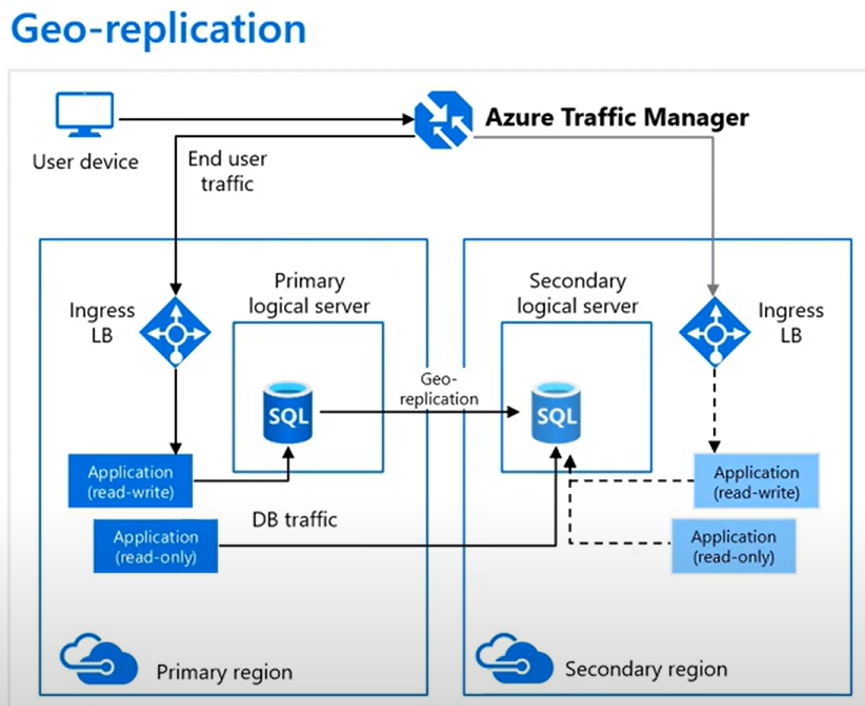 Geo-replication
Azure Traffic Manager
User device
End user
traffic
Primary
logical server
Secondary
logical server
Ingress
LB
Ingress
LB
Geo-
replication
SQL
SQL
Application
(read-write)
Application
(read-write)
DB traffic
Application
(read-only)
Application
(read-only)
Primary region
Secondary region